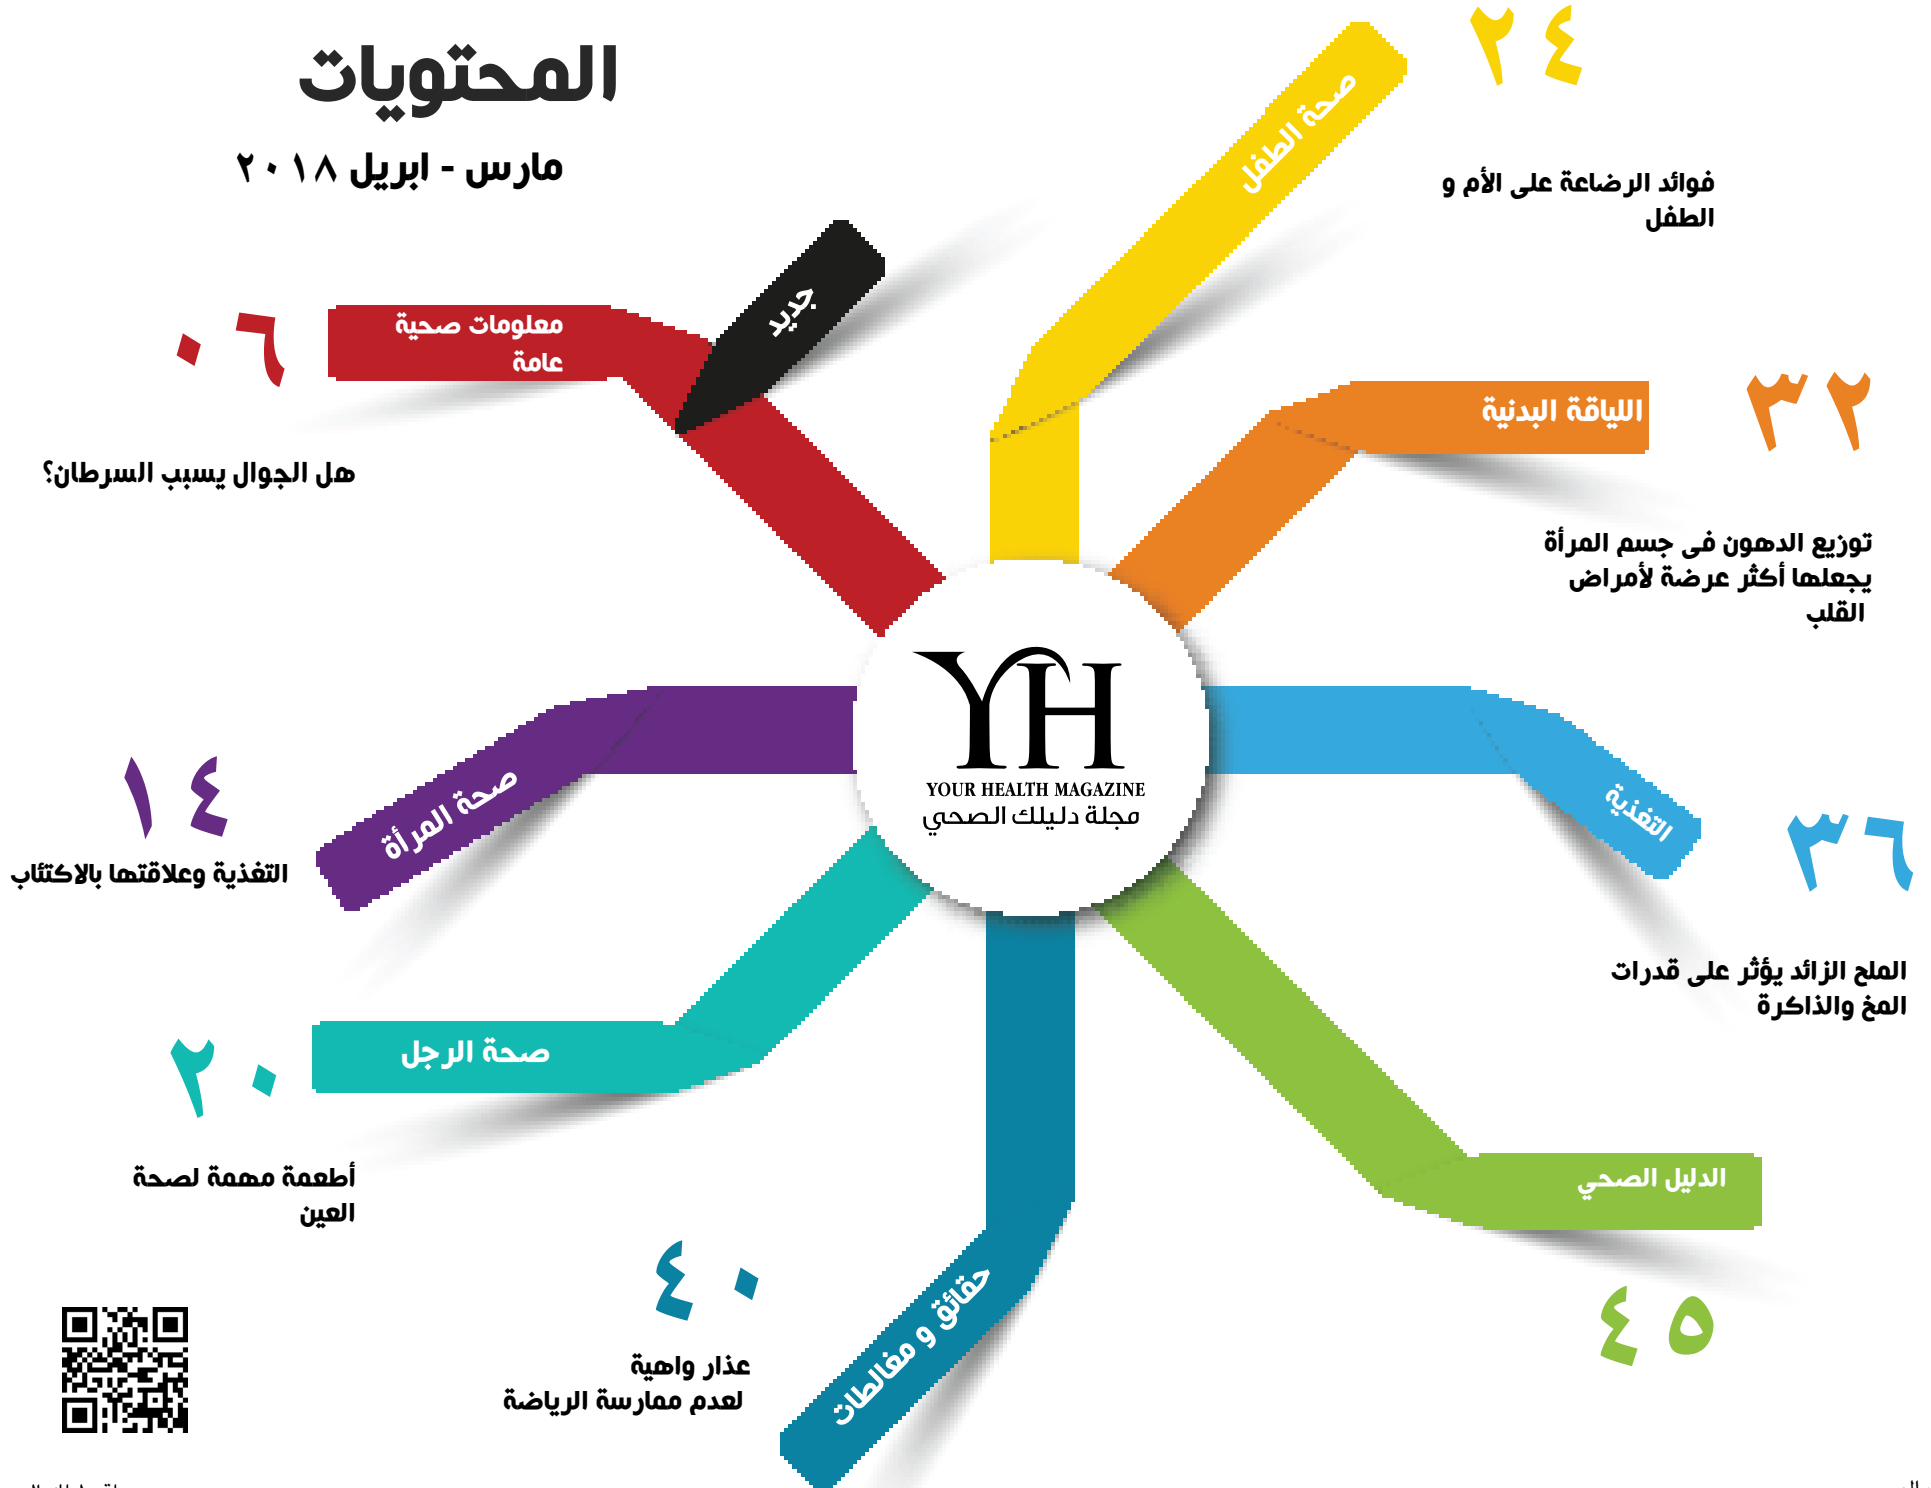 المحتويات
مارس - ابريل ٢٠١٨
جديد
معلومات صحية
عامة
٠٦
هل الجوال يسبب السرطان؟
صحة المرأة
١٤
التغذية وعلاقتها بالاكتئاب
صحة الرجل
٢٠
أطعمة مهمة لصحة
العين
صحة الطفل
٢٤
فوائد الرضاعة على الأم و
الطفل
اللياقة البدنية
٣٢
توزيع الدهون فى جسم المرأة
يجعلها أكثر عرضة لأمراض
القلب
التغذية
٣٦
الملح الزائد يؤثر على قدرات
المخ والذاكرة
حقائق و مغالطات
٤٠
عذار واهية
لعدم ممارسة الرياضة
الدليل الصحي
٤٥
YH
YOUR HEALTH MAGAZINE
مجلة دليلك الصحي